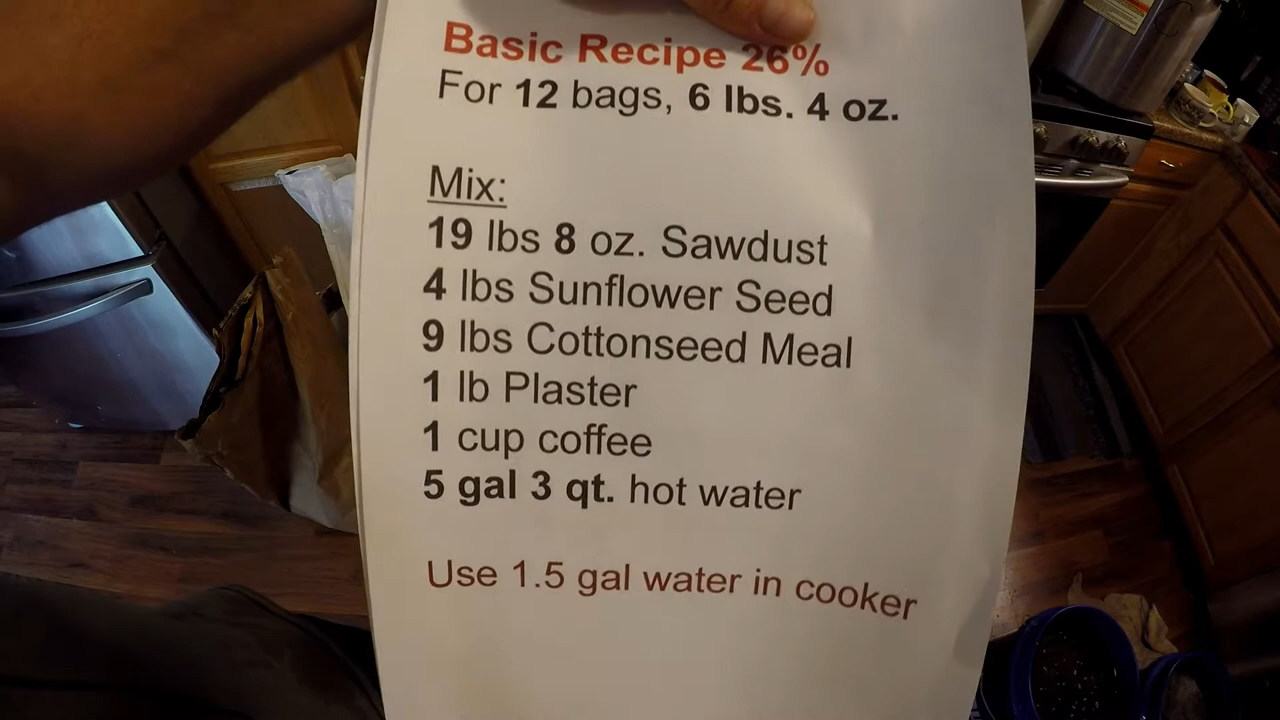 Basic Recipe 26%
For 12 bags, 6 lbs. 4 oz.
Mix:
19 lbs 8 oz. Sawdust
4 lbs Sunflower Seed
9 lbs Cottonseed Meal
1 lb Plaster
1 cup coffee
5 gal 3 qt. hot water
Use 1.5 gal water in cooker